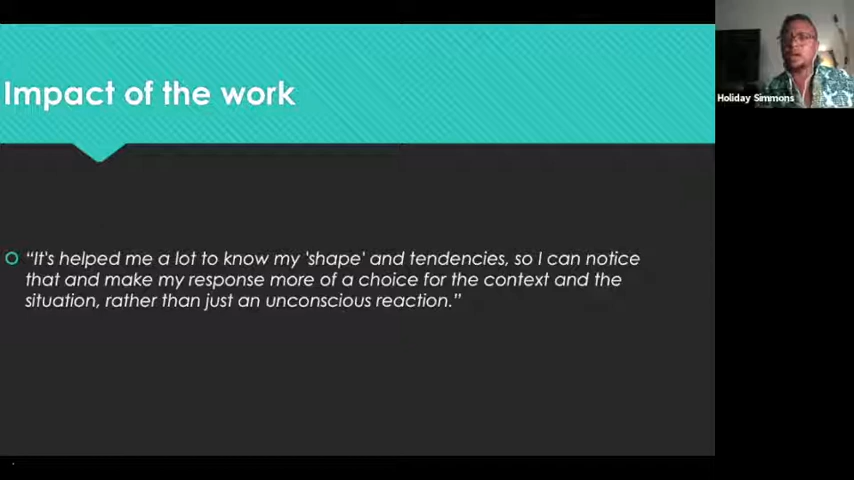 Impact of the work
Holiday Simmons
“It's helped me a lot to know my 'shape' and tendencies, so I can notice
that and make my response more of a choice for the context and the
situation, rather than just an unconscious reaction.”